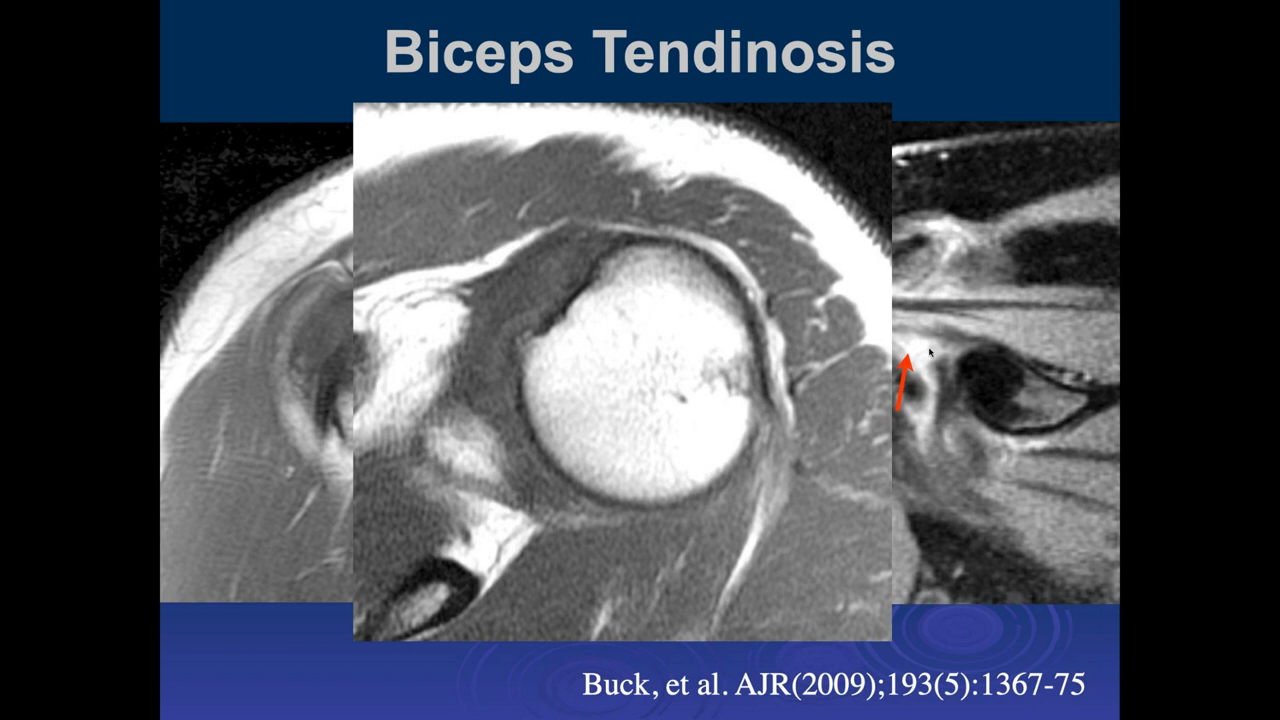 Biceps Tendinosis
Buck, et al. AJR(2009);193(5):1367-75